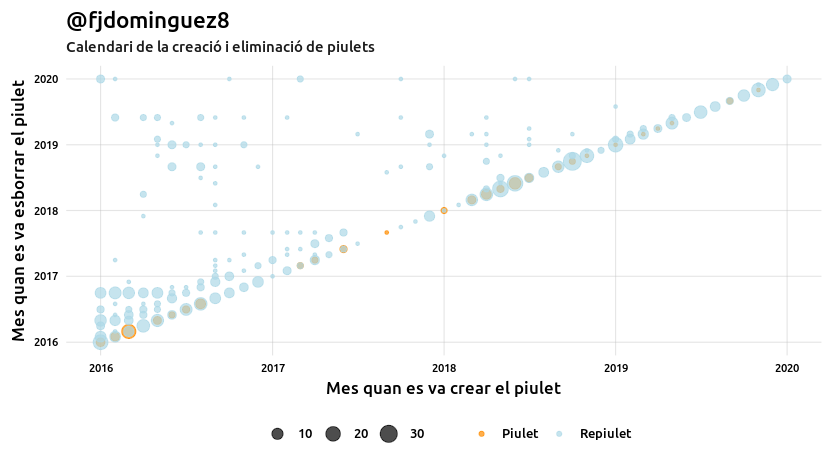 @fjdominguez8
Calendari de la creació i eliminació de piulets
Mes quan es va esborrar el piulet
2020
2019
2018
2017
2016
2016 2017 2018 2019 2020
Mes quan es va crear el piulet
10 20 30 Piulet Repiulet